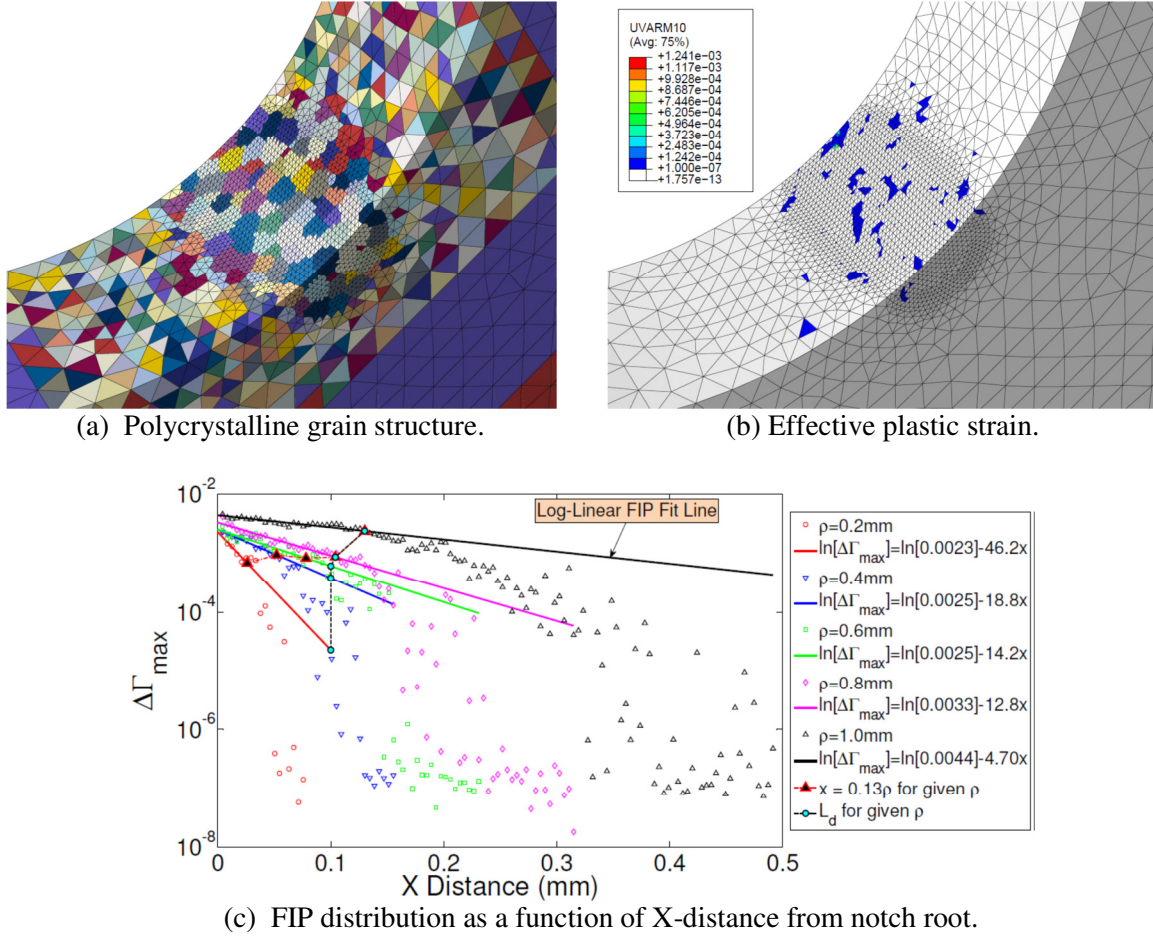 UVARM10
(Avg: 75%)
+1.241e−03
+1.117e−03
+9.928e−04
+8.687e−04
+7.446e−04
+6.205e−04
+4.964e−04
+3.723e−04
+2.483e−04
+1.242e−04
+1.000e−07
+1.757e−13
(a) Polycrystalline grain structure.
(b) Effective plastic strain.
10⁻²
10⁻⁴
10⁻⁶
10⁻⁸
ΔΓmax
Log-Linear FIP Fit Line
0 0.1 0.2 0.3 0.4 0.5
X Distance (mm)
ρ=0.2mm
ln[ΔΓmax]=ln[0.0023]-46.2x
ρ=0.4mm
ln[ΔΓmax]=ln[0.0025]-18.8x
ρ=0.6mm
ln[ΔΓmax]=ln[0.0025]-14.2x
ρ=0.8mm
ln[ΔΓmax]=ln[0.0033]-12.8x
ρ=1.0mm
ln[ΔΓmax]=ln[0.0044]-4.70x
x = 0.13ρ for given ρ
Ld for given ρ
(c) FIP distribution as a function of X-distance from notch root.